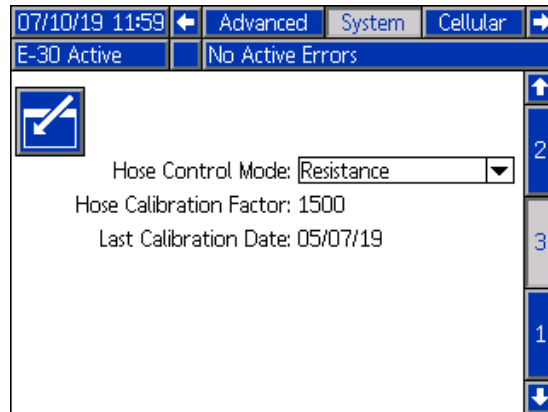 07/10/19 11:59 Advanced System Cellular
E-30 Active No Active Errors
2
Hose Control Mode: Resistance
Hose Calibration Factor: 1500
Last Calibration Date: 05/07/19
3
1